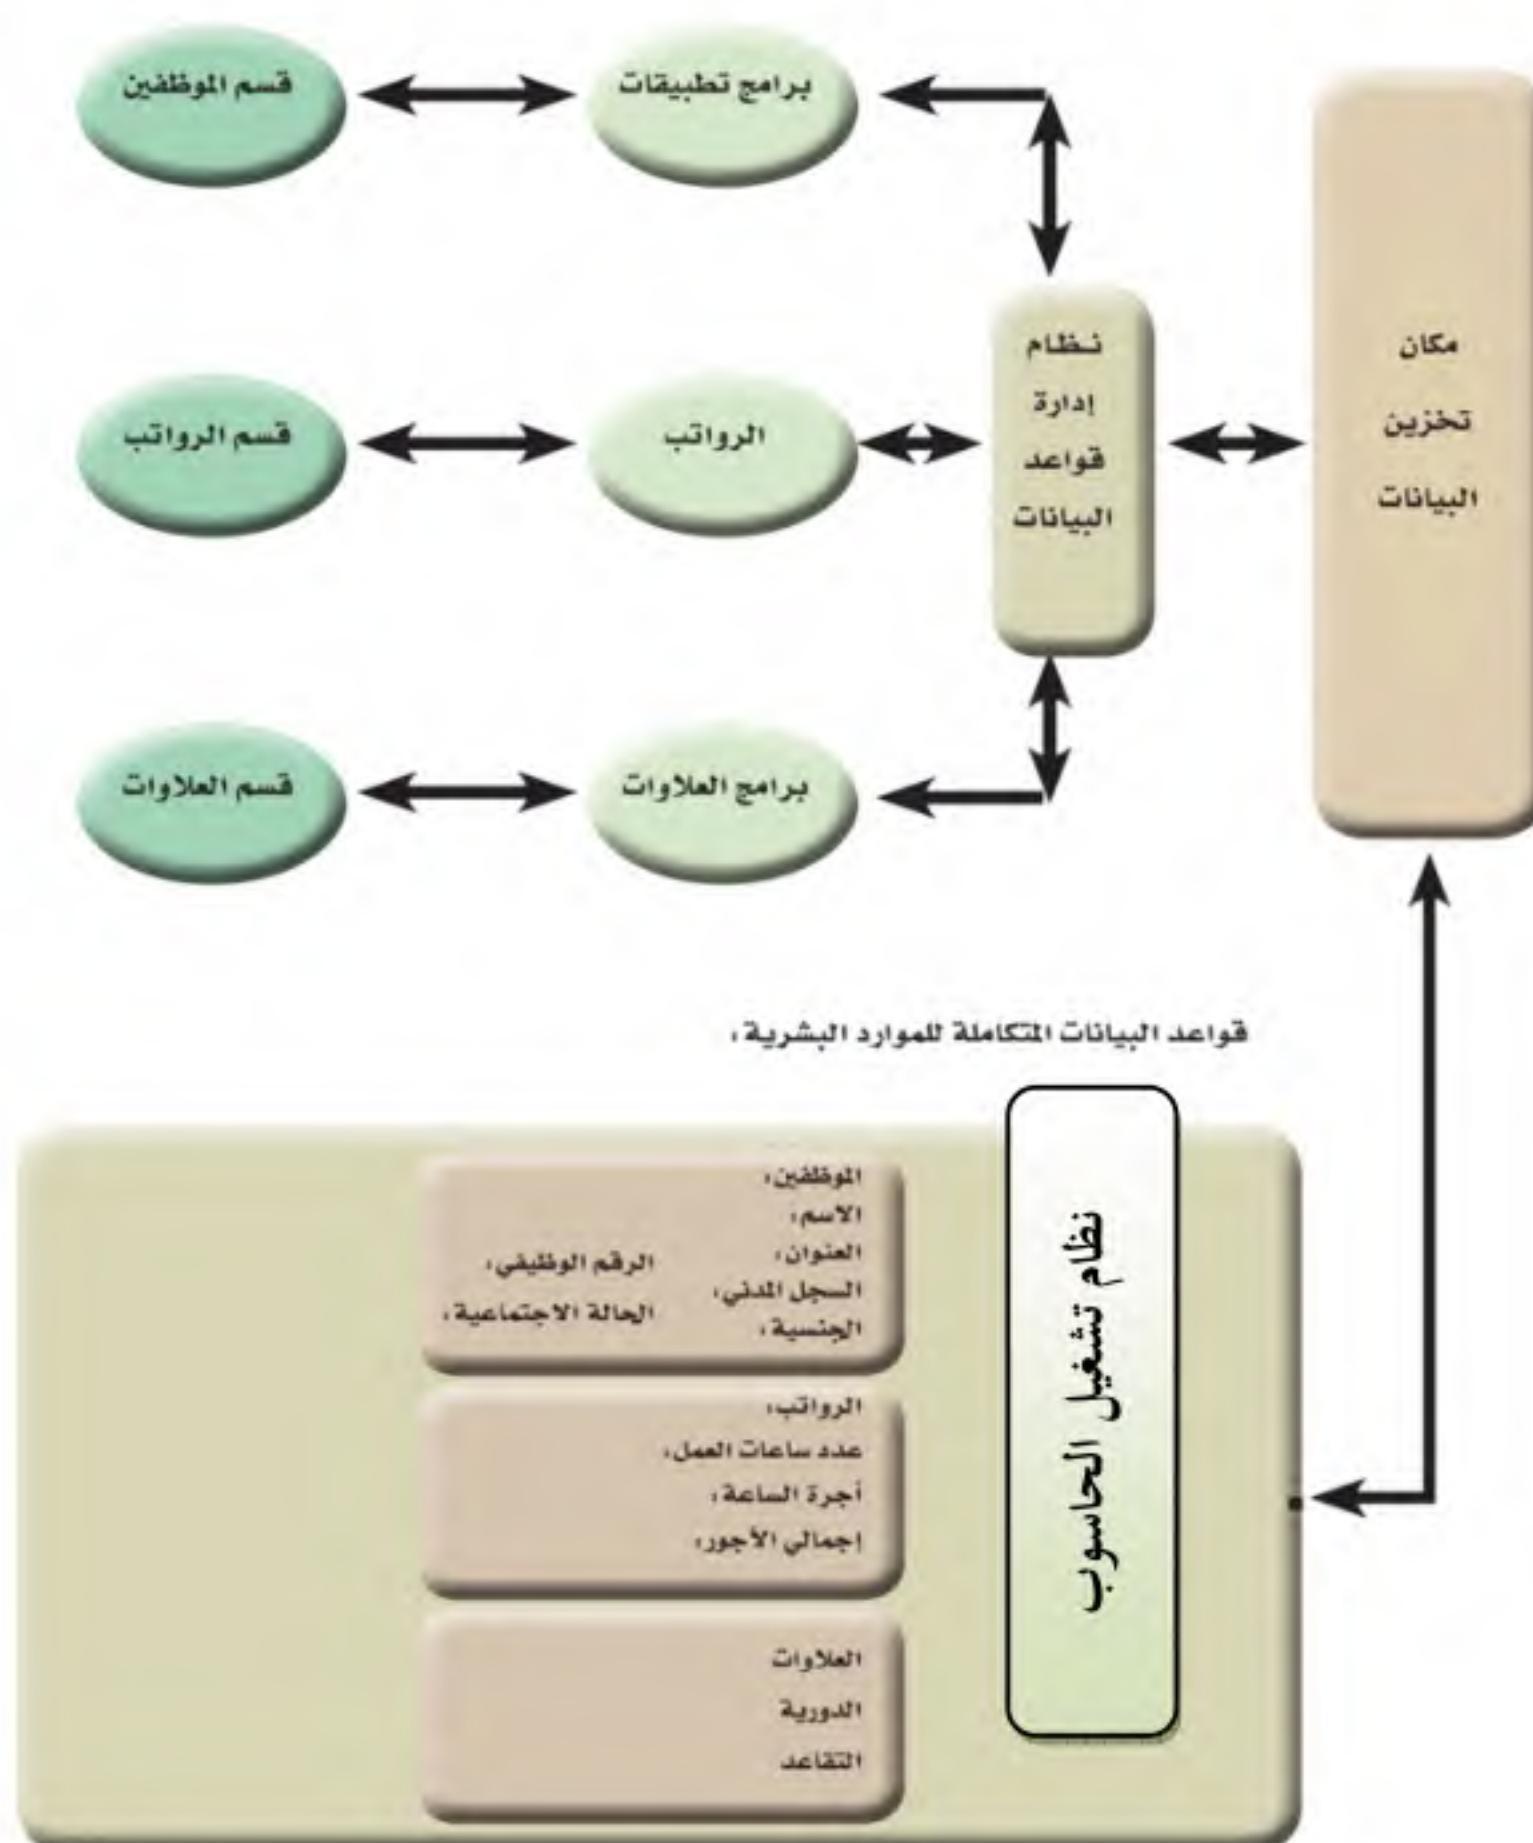 قسم الموظفين
برامج تطبيقات
نظام
إدارة
قواعد
البيانات
مكان
تخزين
البيانات
قسم الرواتب
الرواتب
قسم العلاوات
برامج العلاوات
قواعد البيانات المتكاملة للموارد البشرية:
نظام تشغيل الحاسوب
الموظفين:
الاسم:
العنوان:
السجل المدني:
الجنسية:
الرقم الوظيفي:
الحالة الاجتماعية:
الرواتب:
عدد ساعات العمل:
أجرة الساعة:
إجمالي الأجور:
العلاوات
الدورية
التقاعد